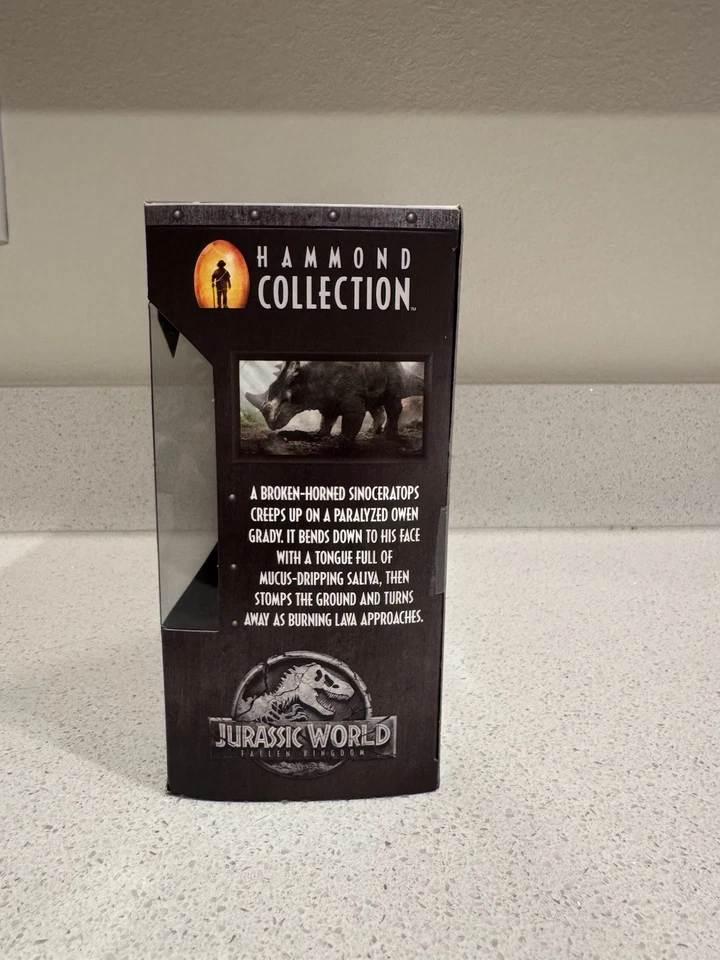 HAMMOND
COLLECTION™
A BROKEN-HORNED SINOCERATOPS
CREEPS UP ON A PARALYZED OWEN
GRADY. IT BENDS DOWN TO HIS FACE
WITH A TONGUE FULL OF
MUCUS-DRIPPING SALIVA, THEN
STOMPS THE GROUND AND TURNS
AWAY AS BURNING LAVA APPROACHES.
JURASSIC WORLD
FALLEN KINGDOM